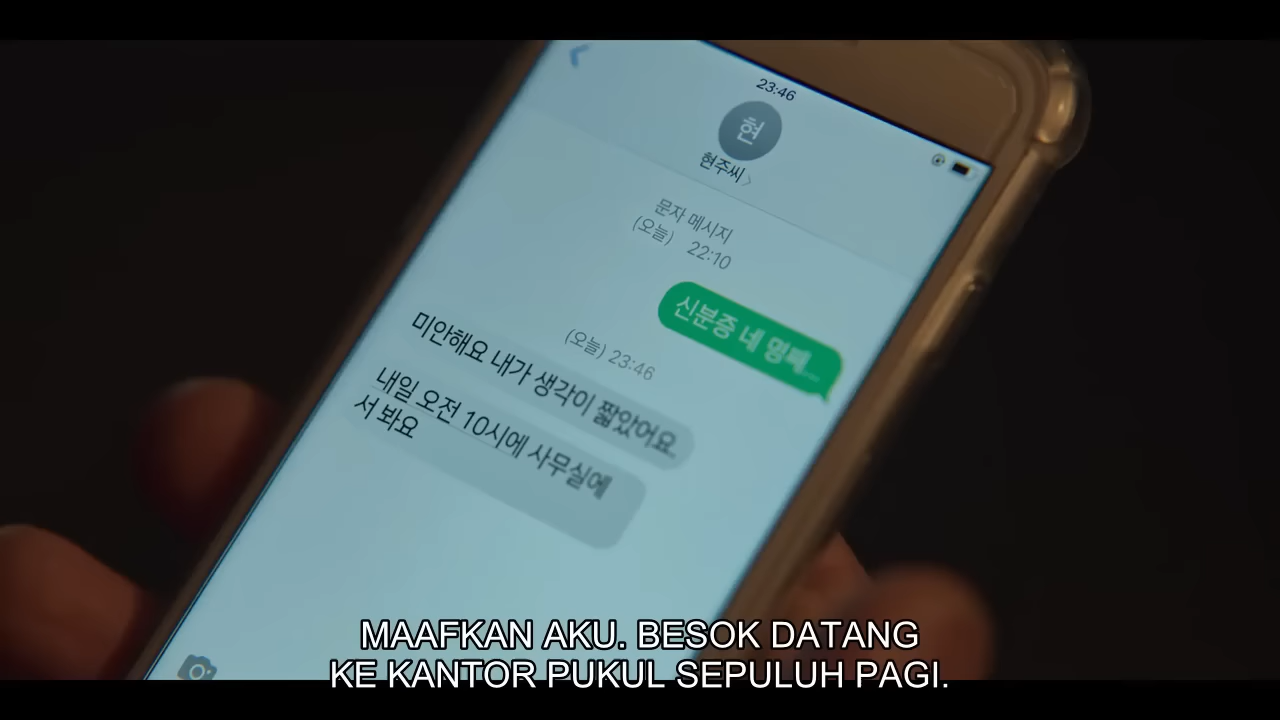 23:46
현
현주씨
문자 메시지
(오늘) 22:10
신분증 네 명째...
(오늘) 23:46
미안해요 내가 생각이 짧았어요.
내일 오전 10시에 사무실에
서 봐요
MAAFKAN AKU. BESOK DATANG
KE KANTOR PUKUL SEPULUH PAGI.